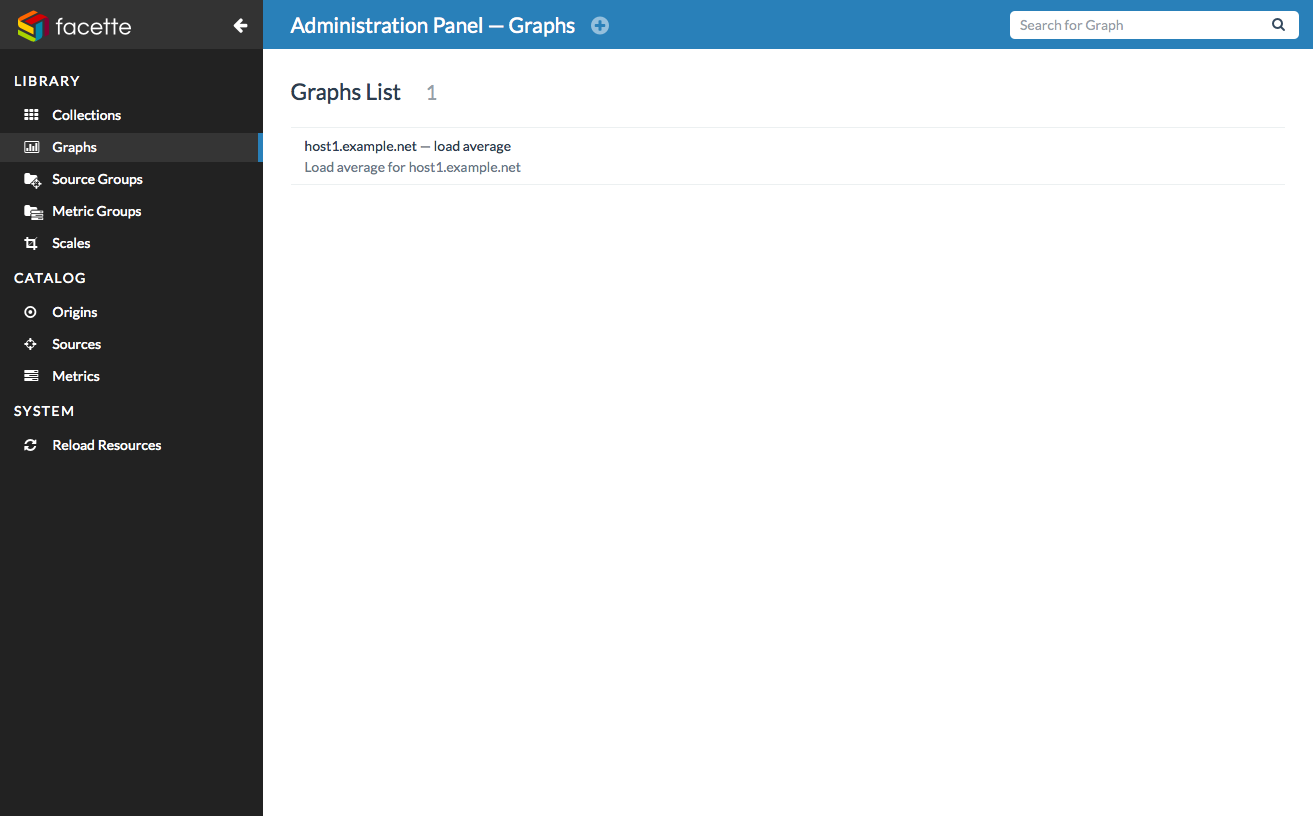 facette
Administration Panel — Graphs
Search for Graph
LIBRARY
Collections
Graphs
Source Groups
Metric Groups
Scales
CATALOG
Origins
Sources
Metrics
SYSTEM
Reload Resources
Graphs List 1
host1.example.net — load average
Load average for host1.example.net